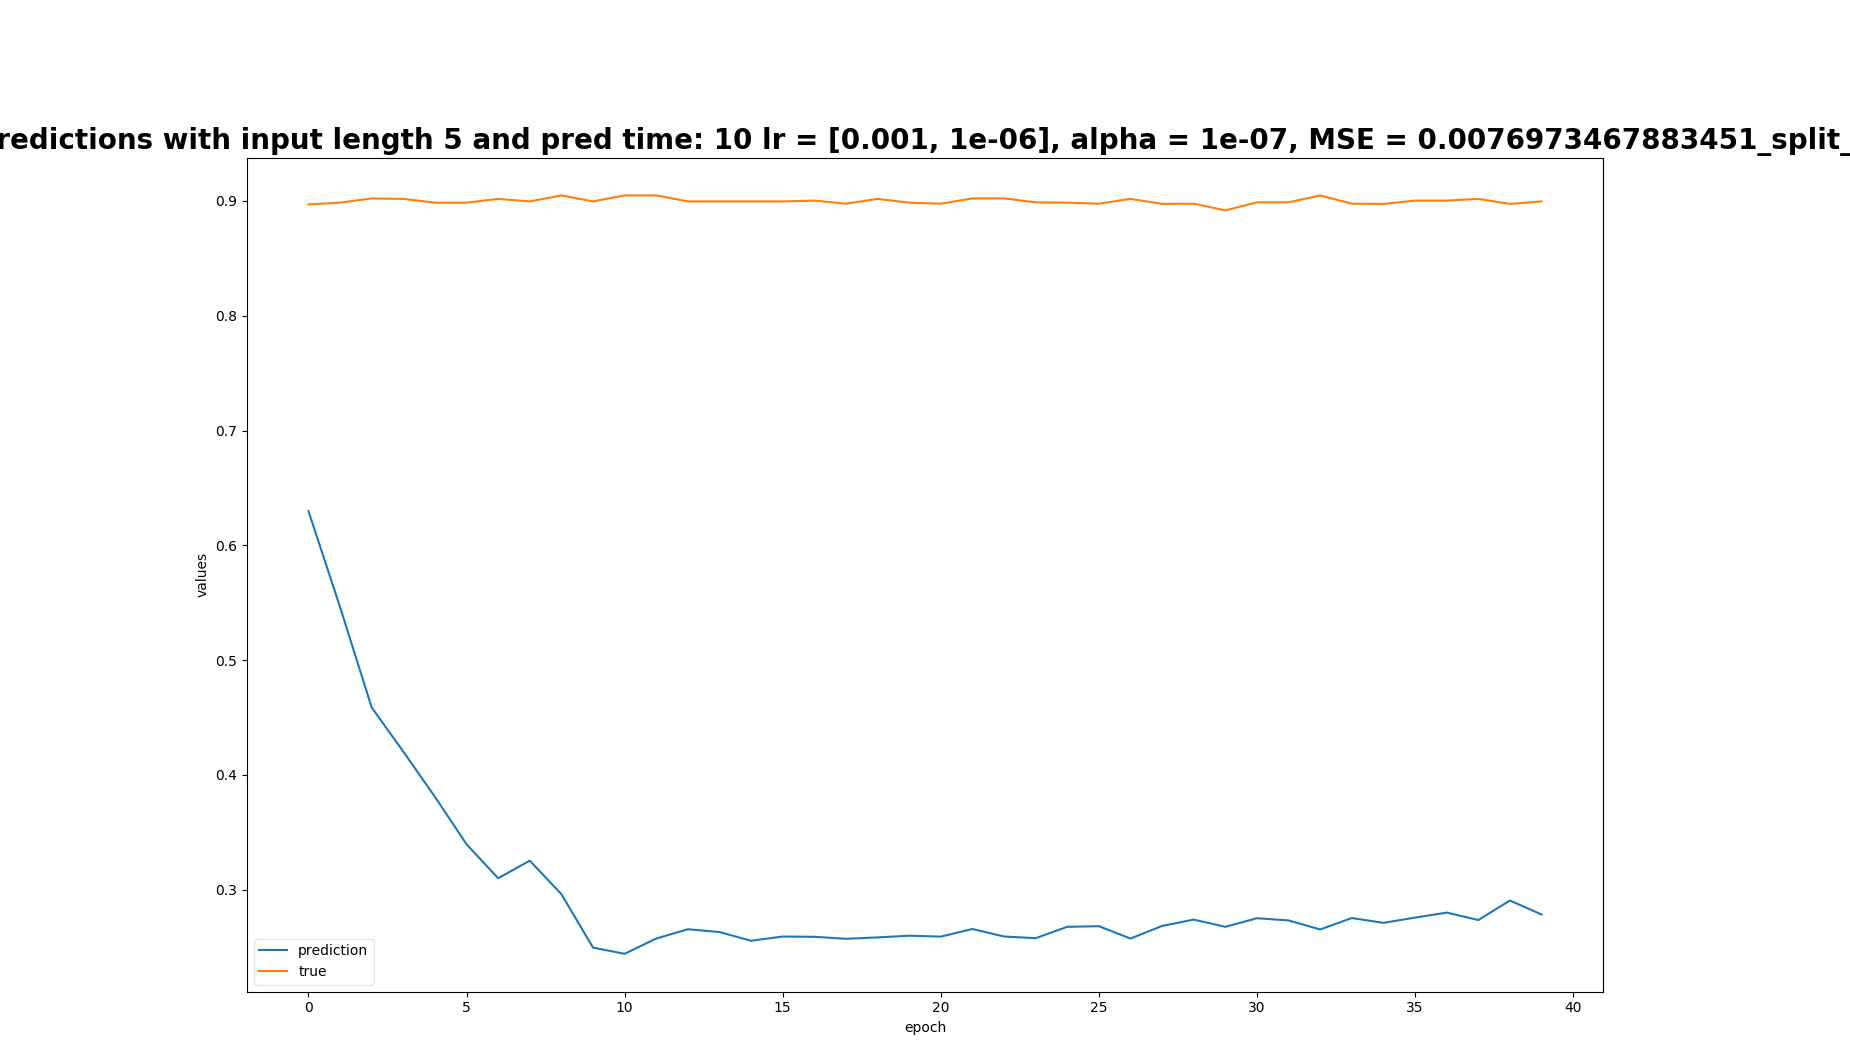 redictions with input length 5 and pred time: 10 lr = [0.001, 1e-06], alpha = 1e-07, MSE = 0.0076973467883451_split_
0.9
0.8
0.7
0.6
0.5
0.4
0.3
values
prediction
true
0 5 10 15 20 25 30 35 40
epoch